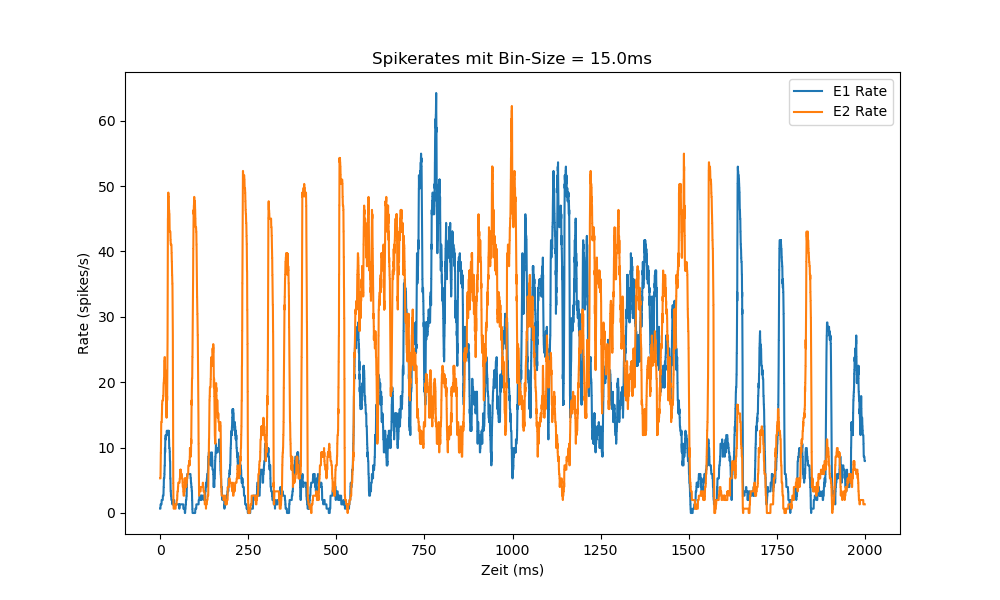 Spikerates mit Bin-Size = 15.0ms
E1 Rate
E2 Rate
60
50
40
30
20
10
0
Rate (spikes/s)
0 250 500 750 1000 1250 1500 1750 2000
Zeit (ms)